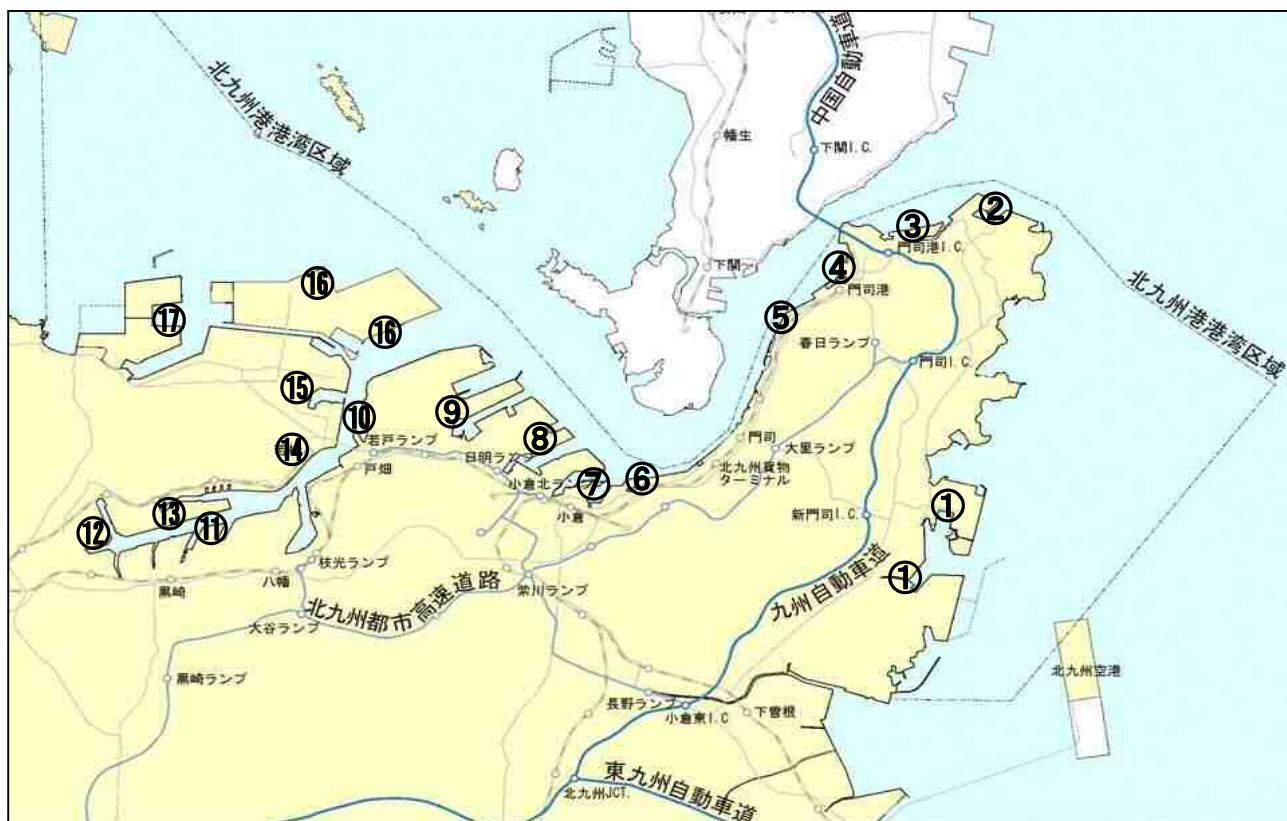 北九州港港湾区域
中国自動車道
幡生
下関I.C.
②
③
門司港I.C.
北九州港港湾区域
下関
④
門司港
⑯
⑰
⑯
⑤
春日ランプ
門司I.C.
⑮
⑩
⑨
若戸ランプ
⑧
門司
大里ランプ
⑭
戸畑
日明ランプ
北九州貨物
ターミナル
⑥
⑦
小倉北ランプ
小倉
新門司I.C.
①
⑬
⑫
⑪
枝光ランプ
八幡
黒崎
紫川ランプ
①
九州自動車道
北九州都市高速道路
大谷ランプ
黒崎ランプ
北九州空港
長野ランプ
小倉東I.C
下曽根
東九州自動車道
北九州JCT.